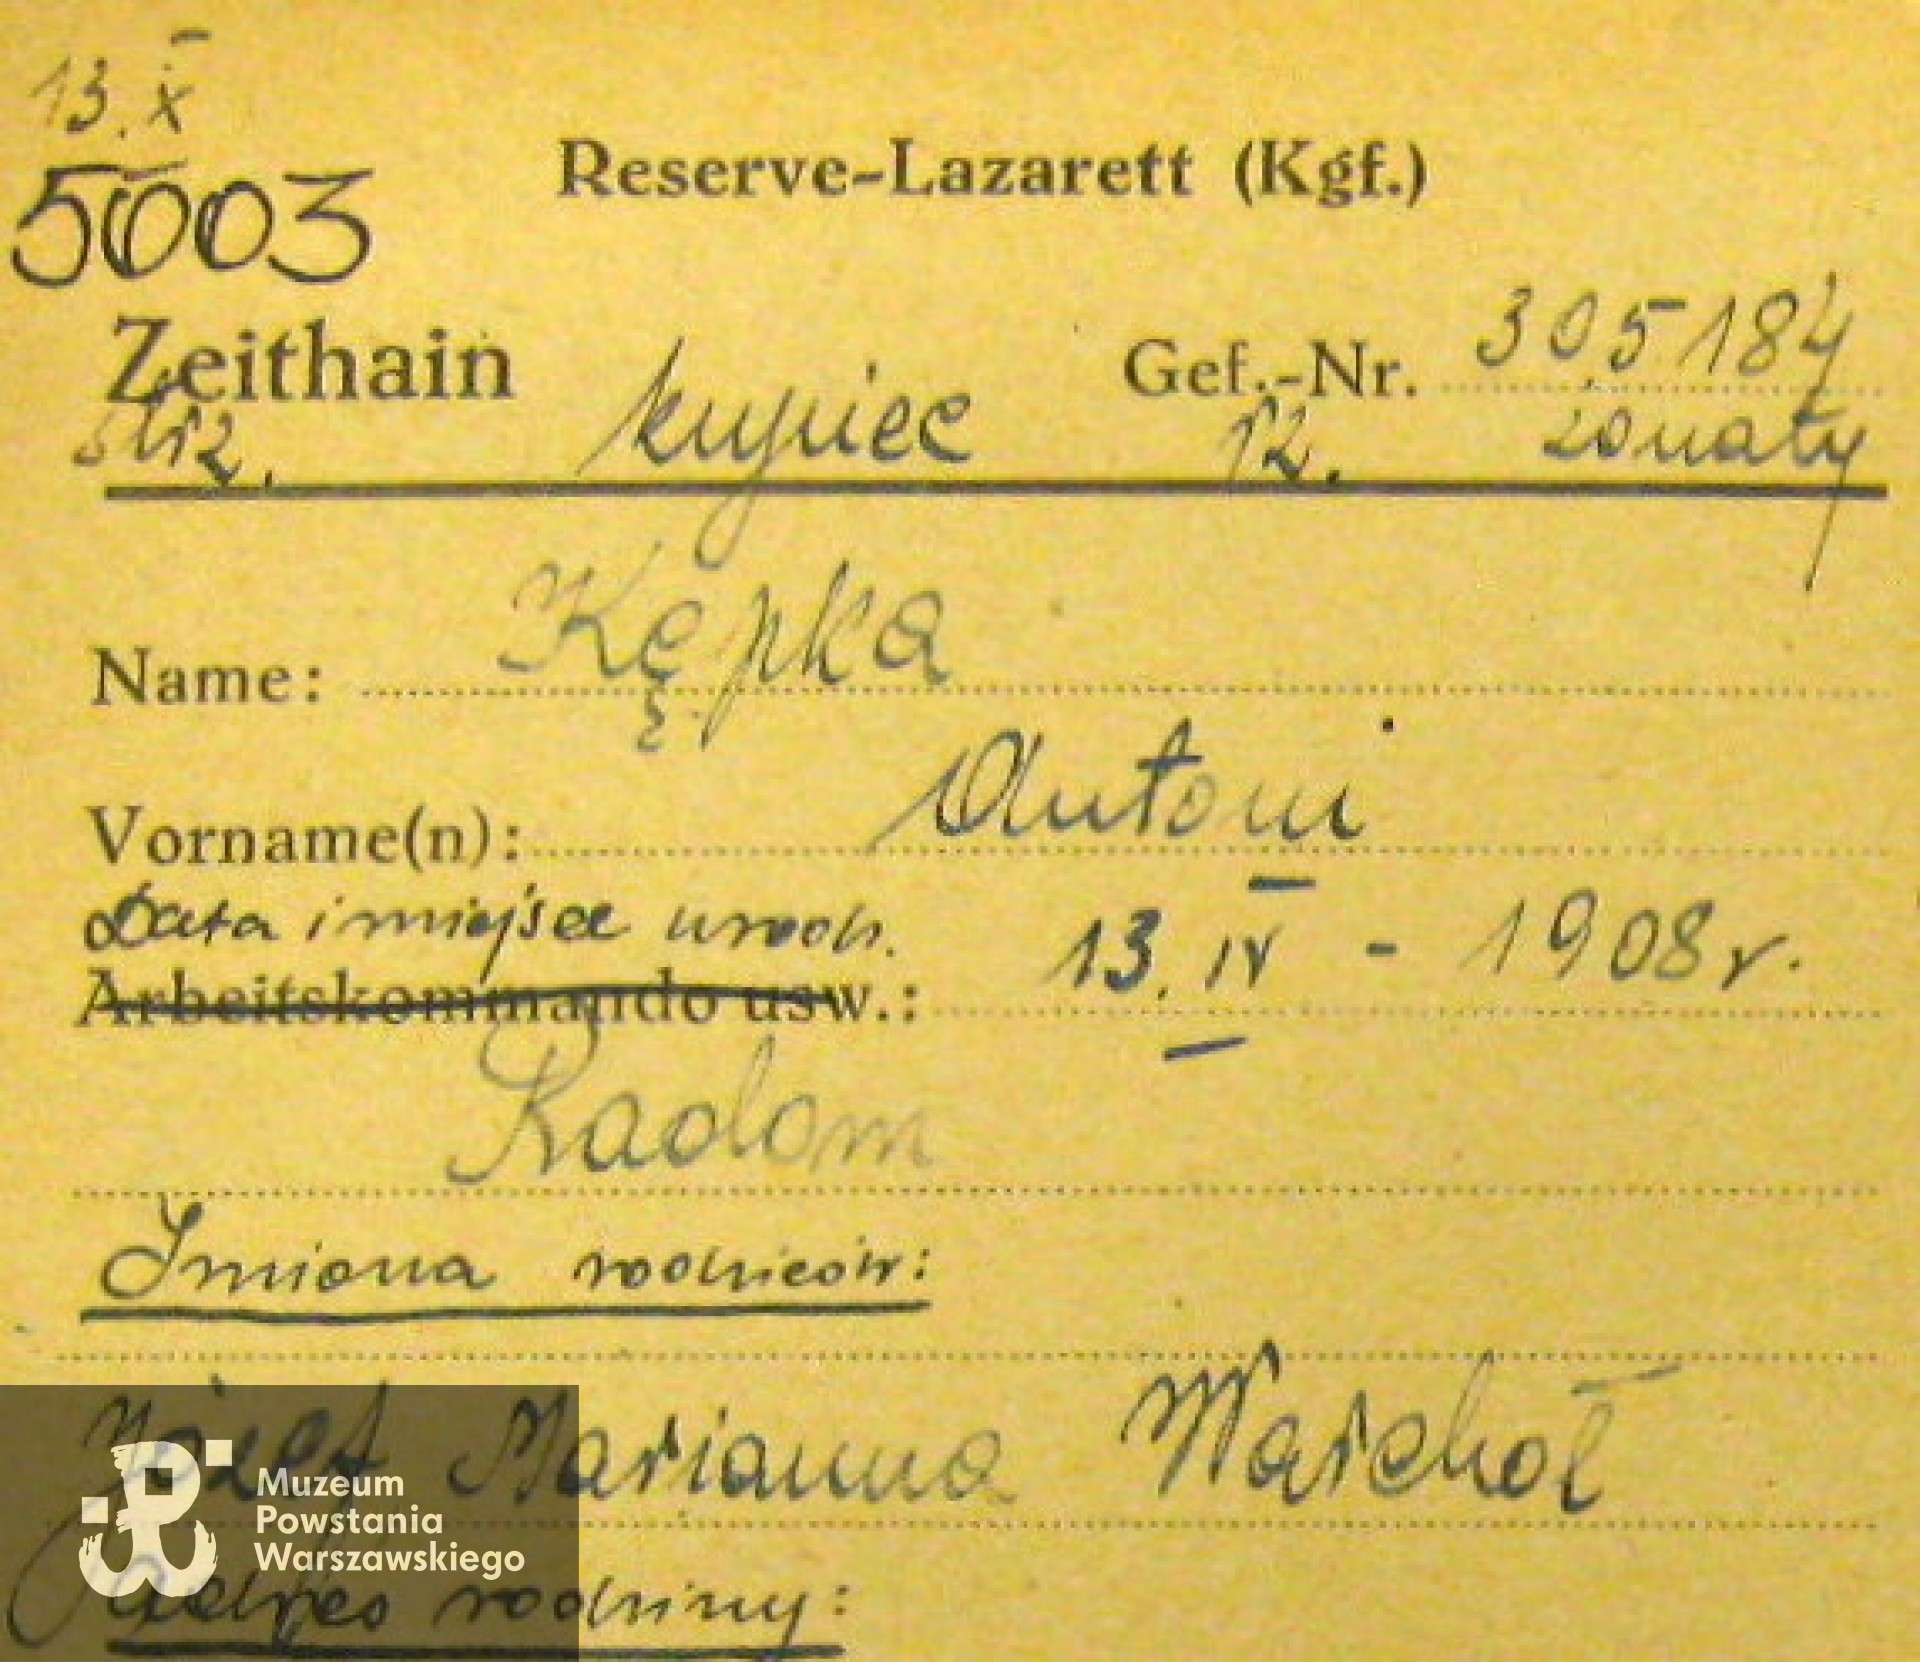 13. X
5003
Reserve-Lazarett (Kgf.)
Zeithain
Gef.-Nr. 305184
strz. kupiec rz. żonaty
Name: Kępka
Vorname(n): Antoni
Data i miejsce urodz.
Arbeitskommando usw.: 13. IV - 1908 r.
Radom
Imiona rodziców:
Józef Marianna Warchoł
Adres rodziny:
Muzeum
Powstania
Warszawskiego